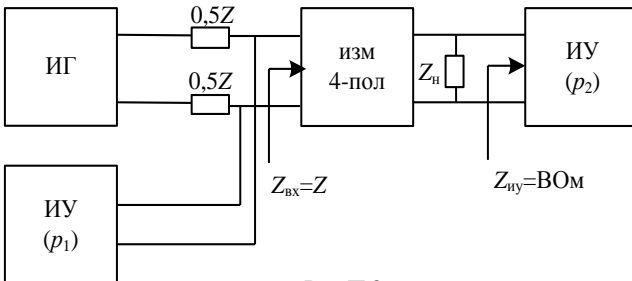 ИГ
0,5Z
0,5Z
изм
4-пол
Zн
ИУ
(p2)
Zвх=Z
Zиу=ВОм
ИУ
(p1)